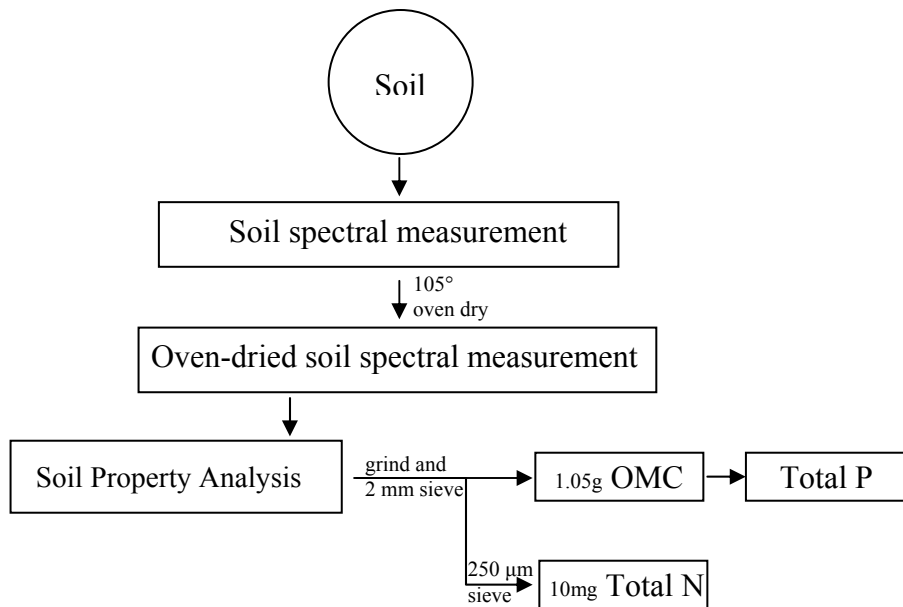 Soil
Soil spectral measurement
105°
oven dry
Oven-dried soil spectral measurement
Soil Property Analysis
grind and
2 mm sieve
1.05g OMC
Total P
250 μm
sieve
10mg Total N